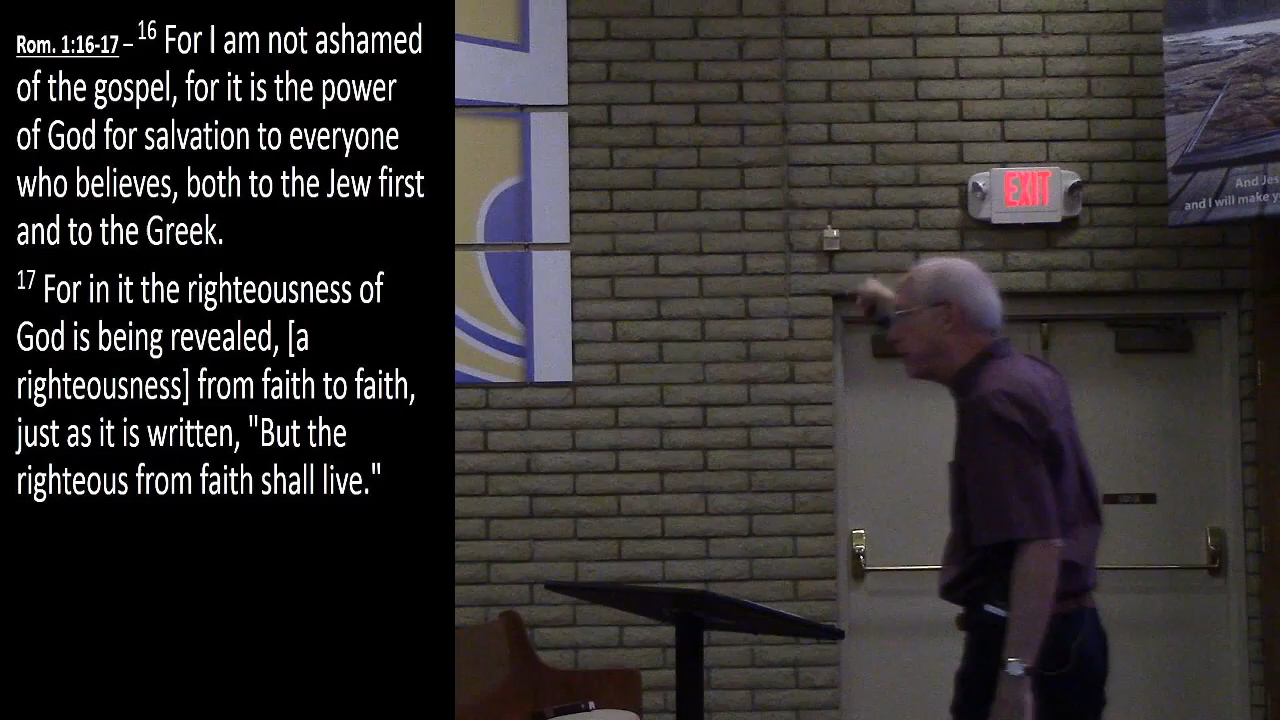 Rom. 1:16-17 – 16 For I am not ashamed
of the gospel, for it is the power
of God for salvation to everyone
who believes, both to the Jew first
and to the Greek.
17 For in it the righteousness of
God is being revealed, [a
righteousness] from faith to faith,
just as it is written, "But the
righteous from faith shall live."
EXIT
And Jes
and I will make y